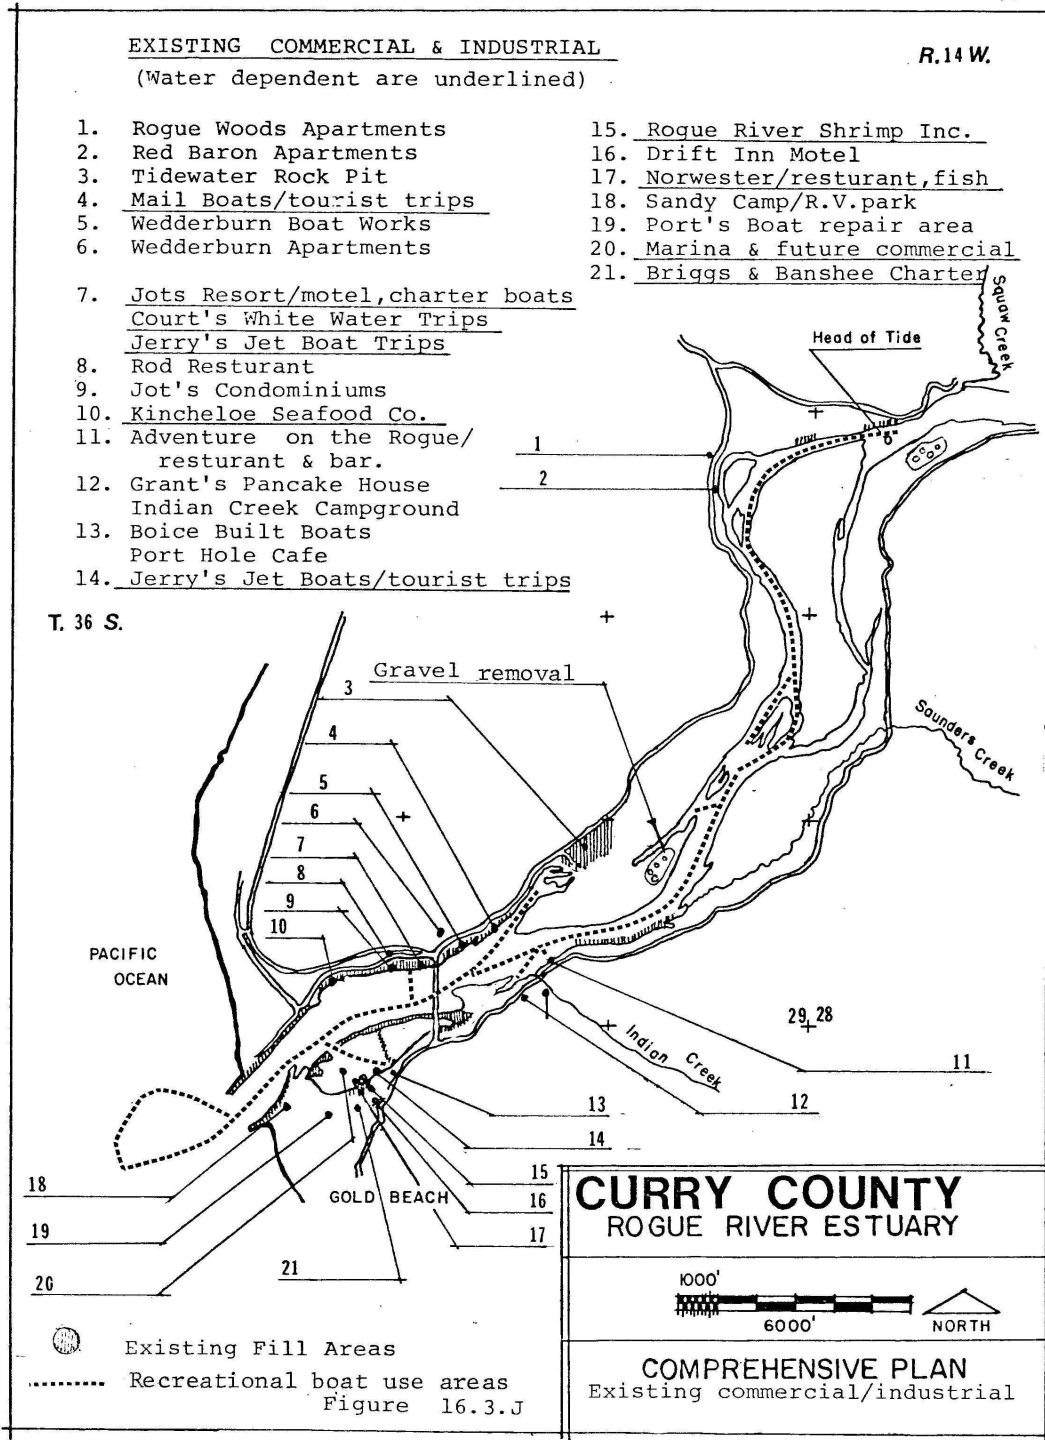 EXISTING COMMERCIAL & INDUSTRIAL
(Water dependent are underlined)
R.14 W.
1. Rogue Woods Apartments
2. Red Baron Apartments
3. Tidewater Rock Pit
4. Mail Boats/tourist trips
5. Wedderburn Boat Works
6. Wedderburn Apartments
7. Jots Resort/motel,charter boats
Court's White Water Trips
Jerry's Jet Boat Trips
8. Rod Resturant
9. Jot's Condominiums
10. Kincheloe Seafood Co.
11. Adventure on the Rogue/
resturant & bar.
12. Grant's Pancake House
Indian Creek Campground
13. Boice Built Boats
Port Hole Cafe
14. Jerry's Jet Boats/tourist trips
15. Rogue River Shrimp Inc.
16. Drift Inn Motel
17. Norwester/resturant,fish
18. Sandy Camp/R.V.park
19. Port's Boat repair area
20. Marina & future commercial
21. Briggs & Banshee Charter
Squaw Creek
Head of Tide
1
2
T. 36 S.
Gravel removal
3
4
5
6
7
8
9
10
Saunders Creek
PACIFIC
OCEAN
29 28
Indian Creek
11
12
13
14
15
16
17
18
19
20
21
GOLD BEACH
CURRY COUNTY
ROGUE RIVER ESTUARY
1000'
6000'
NORTH
COMPREHENSIVE PLAN
Existing commercial/industrial
Existing Fill Areas
Recreational boat use areas
Figure 16.3.J